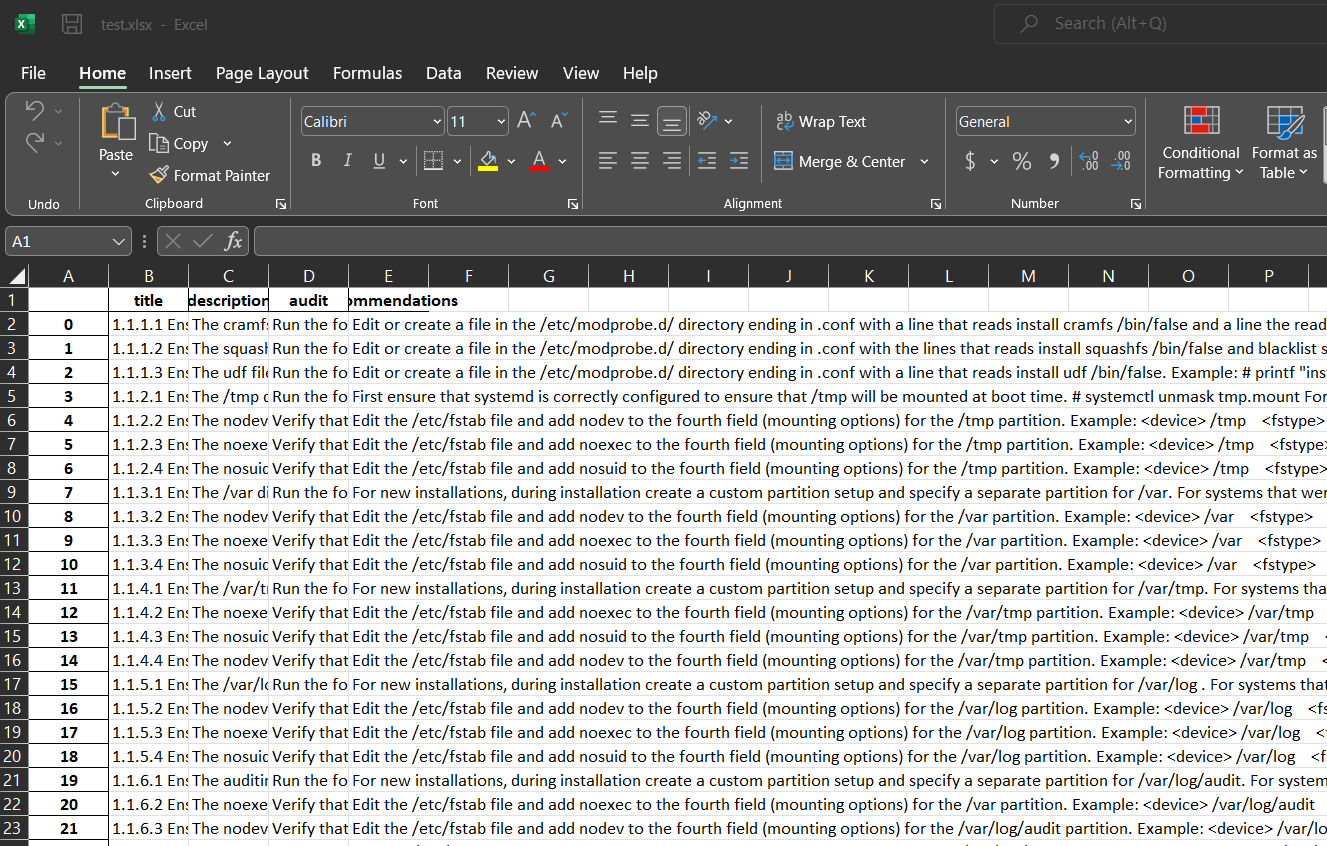 test.xlsx - Excel
Search (Alt+Q)
File Home Insert Page Layout Formulas Data Review View Help
Paste
Cut
Copy
Format Painter
Calibri 11
B I U A
Wrap Text
Merge & Center
General
$ %
Conditional Formatting
Format as Table
Undo Clipboard Font Alignment Number
A1 fx
A B C D E F G H I J K L M N O P
1 title description audit ommendations
2 0 1.1.1.1 Ens The cramfs Run the fo Edit or create a file in the /etc/modprobe.d/ directory ending in .conf with a line that reads install cramfs /bin/false and a line the read
3 1 1.1.1.2 Ens The squash Run the fo Edit or create a file in the /etc/modprobe.d/ directory ending in .conf with the lines that reads install squashfs /bin/false and blacklist s
4 2 1.1.1.3 Ens The udf file Run the fo Edit or create a file in the /etc/modprobe.d/ directory ending in .conf with a line that reads install udf /bin/false. Example: # printf "ins
5 3 1.1.2.1 Ens The /tmp d Run the fo First ensure that systemd is correctly configured to ensure that /tmp will be mounted at boot time. # systemctl unmask tmp.mount For
6 4 1.1.2.2 Ens The nodev Verify that Edit the /etc/fstab file and add nodev to the fourth field (mounting options) for the /tmp partition. Example: <device> /tmp <fstype>
7 5 1.1.2.3 Ens The noexe Verify that Edit the /etc/fstab file and add noexec to the fourth field (mounting options) for the /tmp partition. Example: <device> /tmp <fstype>
8 6 1.1.2.4 Ens The nosuid Verify that Edit the /etc/fstab file and add nosuid to the fourth field (mounting options) for the /tmp partition. Example: <device> /tmp <fstype>
9 7 1.1.3.1 Ens The /var di Run the fo For new installations, during installation create a custom partition setup and specify a separate partition for /var. For systems that wer
10 8 1.1.3.2 Ens The nodev Verify that Edit the /etc/fstab file and add nodev to the fourth field (mounting options) for the /var partition. Example: <device> /var <fstype>
11 9 1.1.3.3 Ens The noexe Verify that Edit the /etc/fstab file and add noexec to the fourth field (mounting options) for the /var partition. Example: <device> /var <fstype>
12 10 1.1.3.4 Ens The nosuid Verify that Edit the /etc/fstab file and add nosuid to the fourth field (mounting options) for the /var partition. Example: <device> /var <fstype>
13 11 1.1.4.1 Ens The /var/t Run the fo For new installations, during installation create a custom partition setup and specify a separate partition for /var/tmp. For systems tha
14 12 1.1.4.2 Ens The noexe Verify that Edit the /etc/fstab file and add noexec to the fourth field (mounting options) for the /var/tmp partition. Example: <device> /var/tmp
15 13 1.1.4.3 Ens The nosuid Verify that Edit the /etc/fstab file and add nosuid to the fourth field (mounting options) for the /var/tmp partition. Example: <device> /var/tmp
16 14 1.1.4.4 Ens The nodev Verify that Edit the /etc/fstab file and add nodev to the fourth field (mounting options) for the /var/tmp partition. Example: <device> /var/tmp <
17 15 1.1.5.1 Ens The /var/lo Run the fo For new installations, during installation create a custom partition setup and specify a separate partition for /var/log . For systems that
18 16 1.1.5.2 Ens The nodev Verify that Edit the /etc/fstab file and add nodev to the fourth field (mounting options) for the /var/log partition. Example: <device> /var/log <fs
19 17 1.1.5.3 Ens The noexe Verify that Edit the /etc/fstab file and add noexec to the fourth field (mounting options) for the /var/log partition. Example: <device> /var/log <
20 18 1.1.5.4 Ens The nosuid Verify that Edit the /etc/fstab file and add nosuid to the fourth field (mounting options) for the /var/log partition. Example: <device> /var/log <f
21 19 1.1.6.1 Ens The auditin Run the fo For new installations, during installation create a custom partition setup and specify a separate partition for /var/log/audit. For system
22 20 1.1.6.2 Ens The noexe Verify that Edit the /etc/fstab file and add noexec to the fourth field (mounting options) for the /var partition. Example: <device> /var/log/audit
23 21 1.1.6.3 Ens The nodev Verify that Edit the /etc/fstab file and add nodev to the fourth field (mounting options) for the /var/log/audit partition. Example: <device> /var/lo